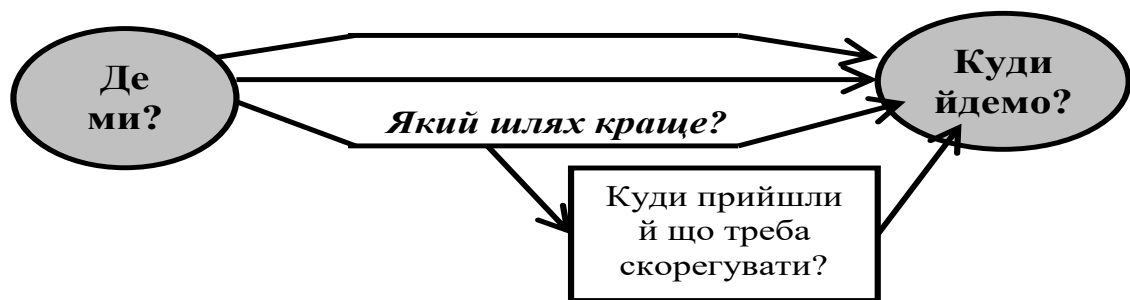 Де
ми?
Куди
йдемо?
Який шлях краще?
Куди прийшли
й що треба
скорегувати?